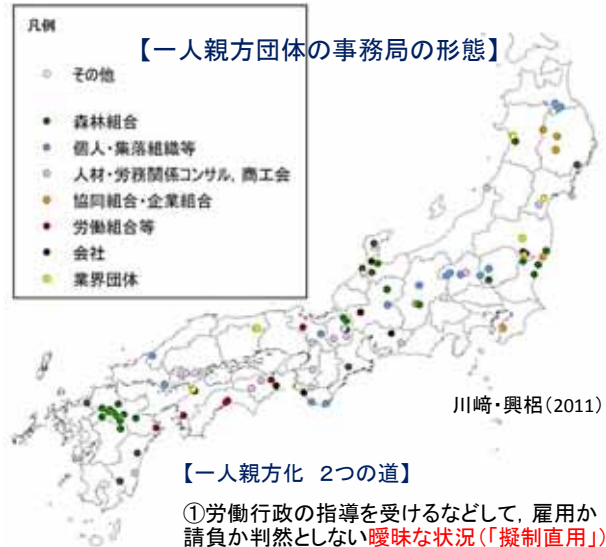 凡例
【一人親方団体の事務局の形態】
その他
森林組合
個人・集落組織等
人材・労務関係コンサル, 商工会
協同組合・企業組合
労働組合等
会社
業界団体
川﨑・興梠(2011)
【一人親方化 2つの道】
①労働行政の指導を受けるなどして, 雇用か
請負か判然としない曖昧な状況(「擬制直用」)